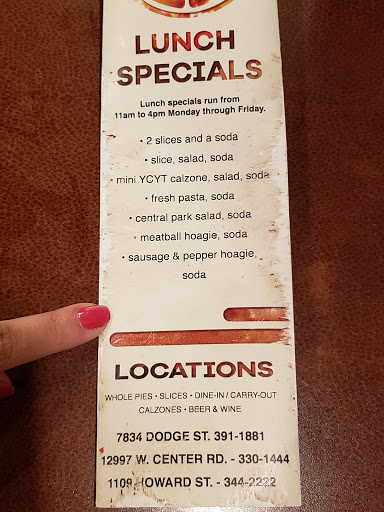 LUNCH
SPECIALS
Lunch specials run from
11am to 4pm Monday through Friday.
• 2 slices and a soda
• slice, salad, soda
• mini YCYT calzone, salad, soda
• fresh pasta, soda
• central park salad, soda
• meatball hoagie, soda
• sausage & pepper hoagie,
soda
LOCATIONS
WHOLE PIES • SLICES • DINE-IN / CARRY-OUT
CALZONES • BEER & WINE
7834 DODGE ST. 391-1881
12997 W. CENTER RD. - 330-1444
1109 HOWARD ST. - 344-2222